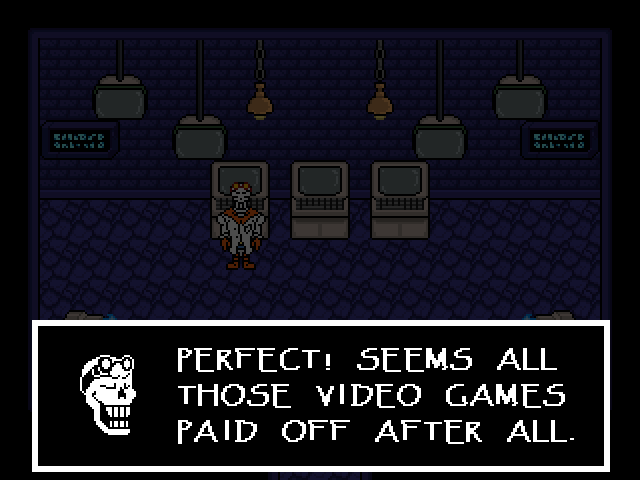 PERFECT! SEEMS ALL
THOSE VIDEO GAMES
PAID OFF AFTER ALL.